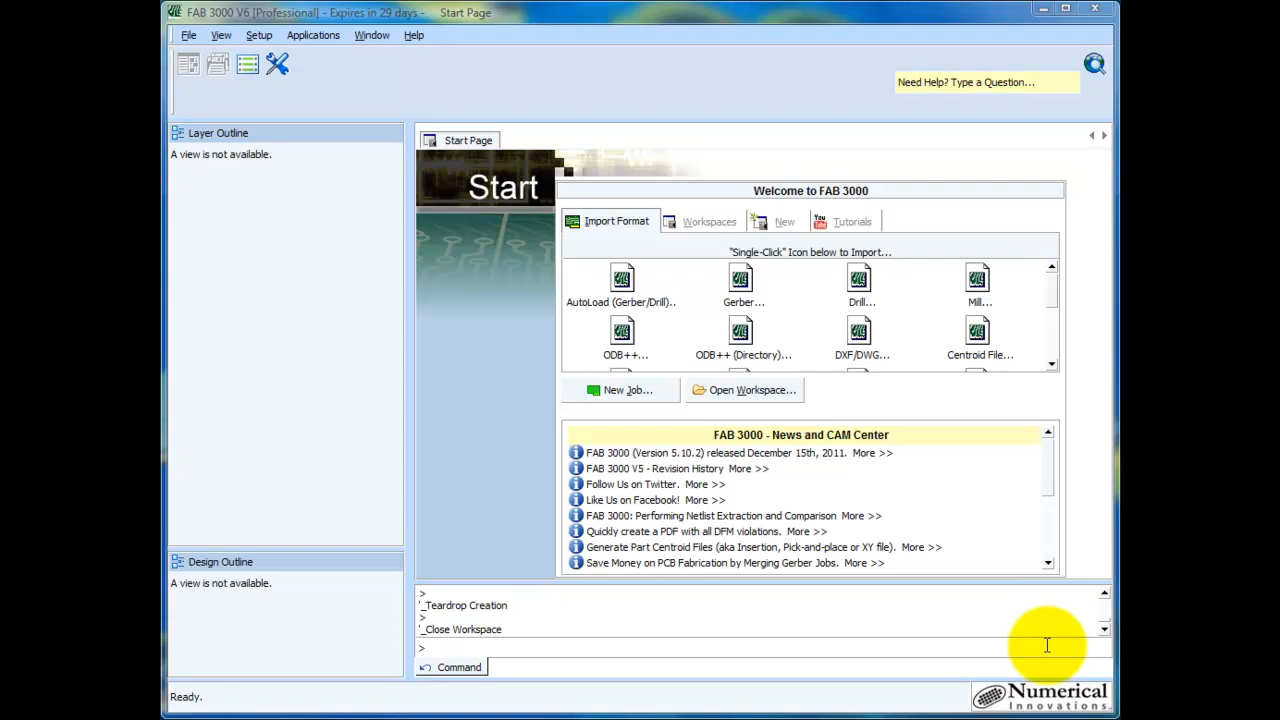 FAB 3000 V6 [Professional] - Expires in 29 days - Start Page
File View Setup Applications Window Help
Need Help? Type a Question...
Layer Outline
A view is not available.
Start Page
Start
Welcome to FAB 3000
Import Format Workspaces New You Tube Tutorials
"Single-Click" Icon below to Import...
AutoLoad (Gerber/Drill).. Gerber... Drill... Mill...
ODB++... ODB++ (Directory)... DXF/DWG... Centroid File...
New Job... Open Workspace...
FAB 3000 - News and CAM Center
FAB 3000 (Version 5.10.2) released December 15th, 2011. More >>
FAB 3000 V5 - Revision History More >>
Follow Us on Twitter. More >>
Like Us on Facebook! More >>
FAB 3000: Performing Netlist Extraction and Comparison More >>
Quickly create a PDF with all DFM violations. More >>
Generate Part Centroid Files (aka Insertion, Pick-and-place or XY file). More >>
Save Money on PCB Fabrication by Merging Gerber Jobs. More >>
Design Outline
A view is not available.
>
'_Teardrop Creation
>
'_Close Workspace
>
Command
Ready.
Numerical
Innovations